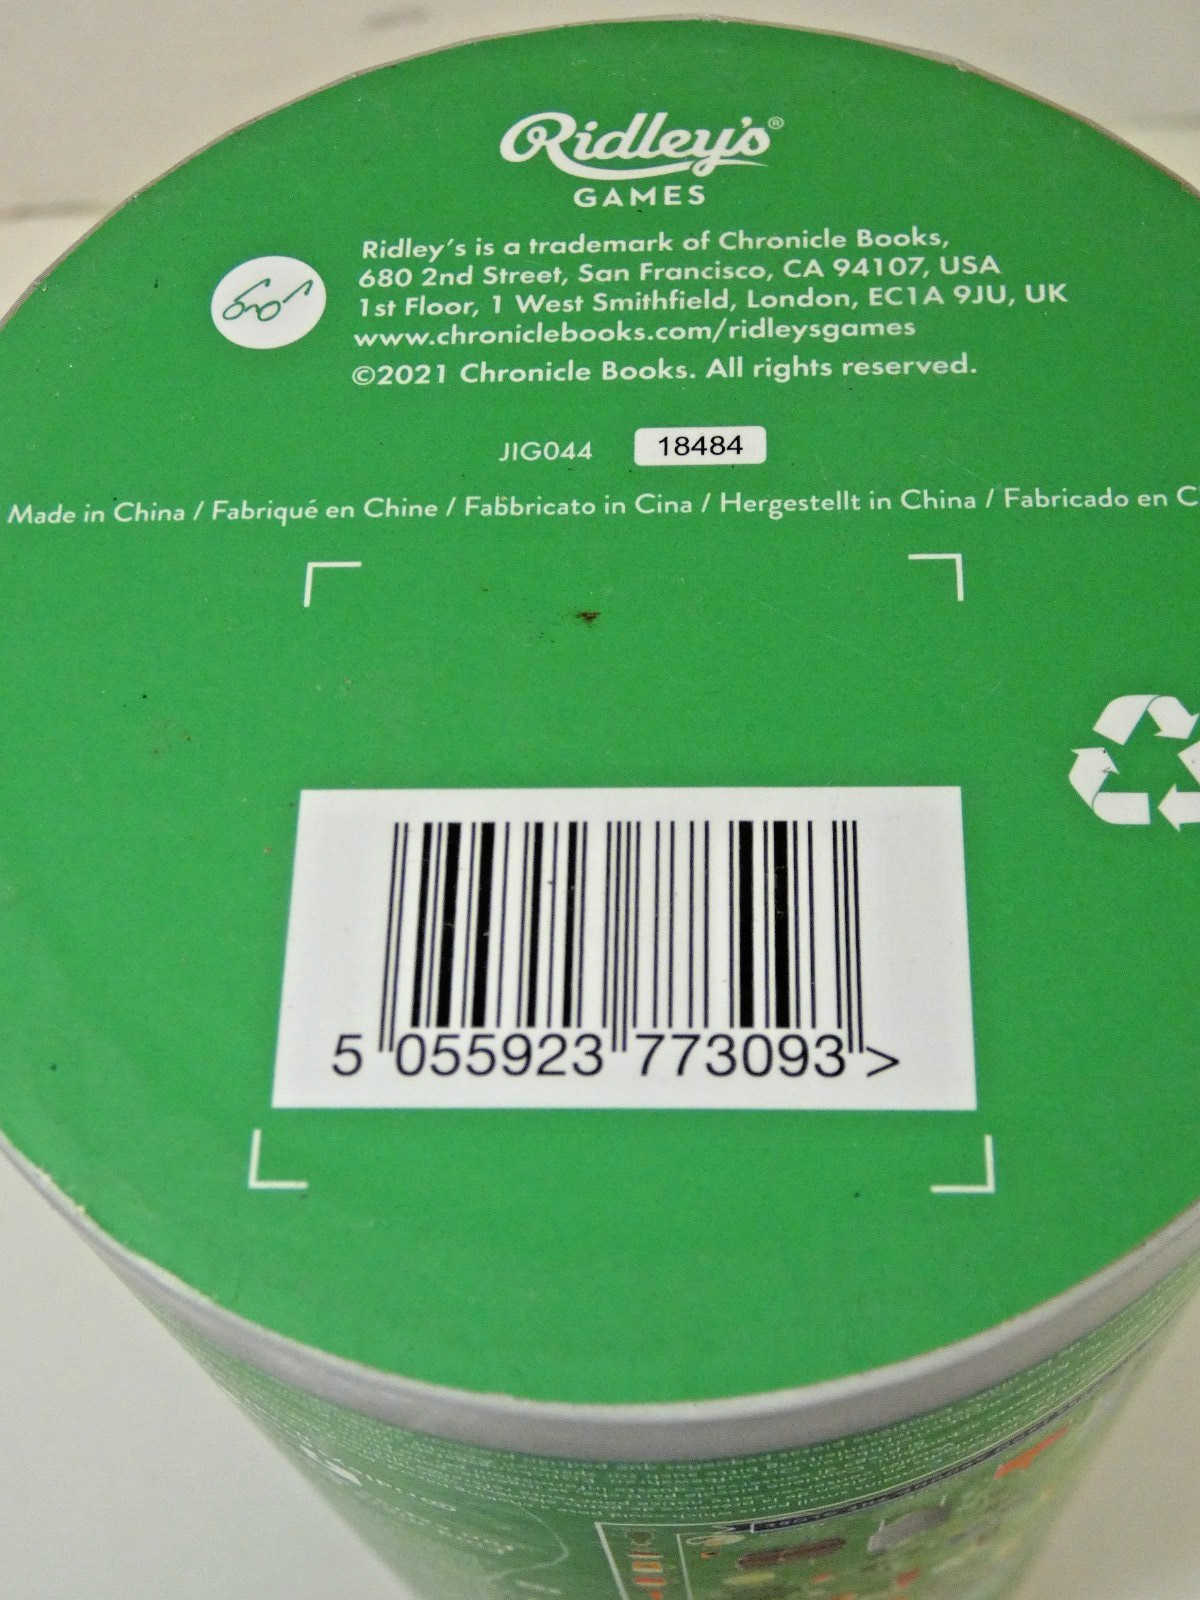 Ridley's®
GAMES
Ridley's is a trademark of Chronicle Books,
680 2nd Street, San Francisco, CA 94107, USA
1st Floor, 1 West Smithfield, London, EC1A 9JU, UK
www.chroniclebooks.com/ridleysgames
©2021 Chronicle Books. All rights reserved.
JIG044 18484
Made in China / Fabriqué en Chine / Fabbricato in Cina / Hergestellt in China / Fabricado en C
5 055923 773093 >